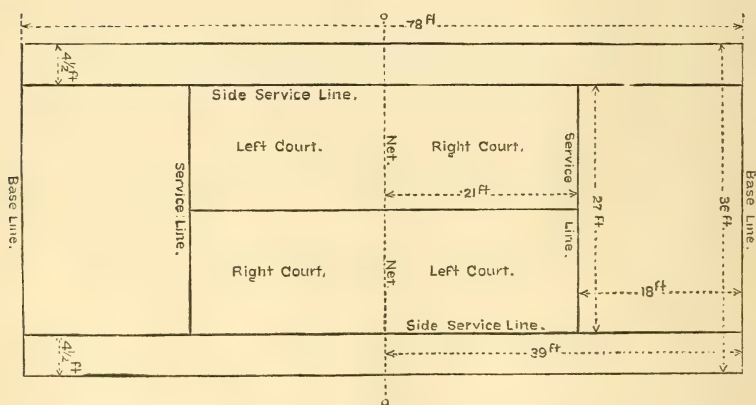 78 ft
4½ ft
Side Service Line.
Left Court.
Net.
Right Court.
Service
Line.
21 ft
27 ft.
36 ft.
Base Line.
Service Line.
Base Line.
Right Court.
Net.
Left Court.
18 ft
Side Service Line.
4½ ft
39 ft